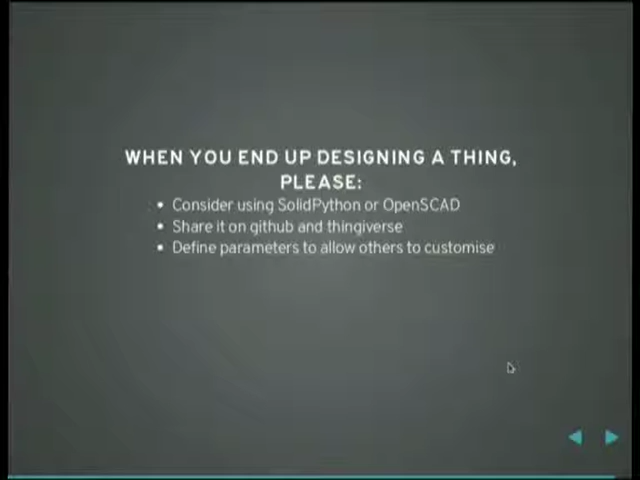 WHEN YOU END UP DESIGNING A THING,
PLEASE:
• Consider using SolidPython or OpenSCAD
• Share it on github and thingiverse
• Define parameters to allow others to customise